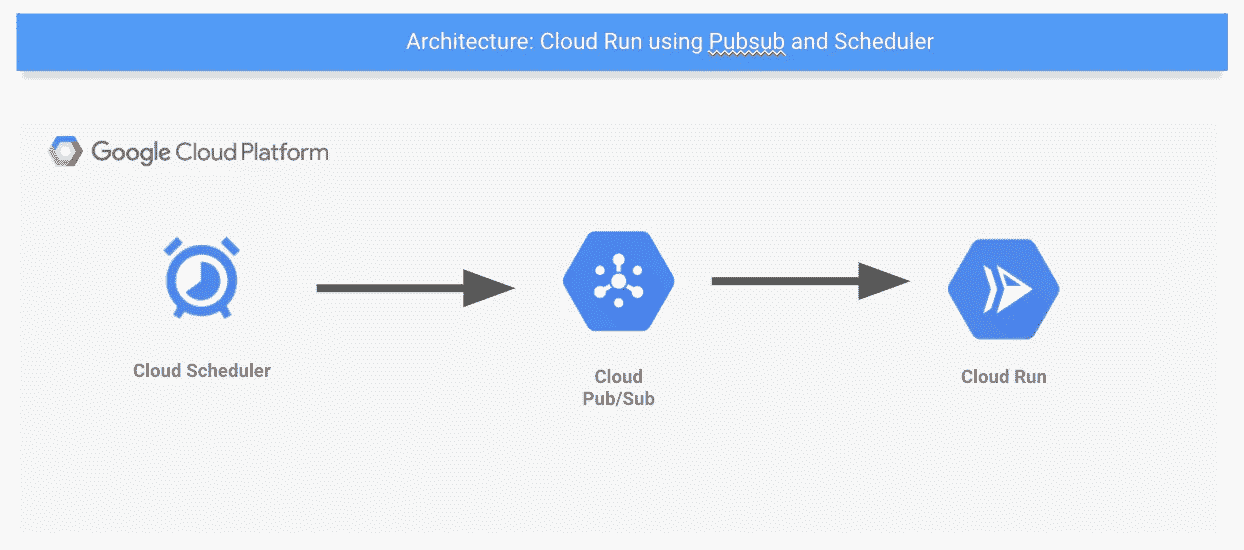 Architecture: Cloud Run using Pubsub and Scheduler
Google Cloud Platform
Cloud Scheduler
Cloud
Pub/Sub
Cloud Run